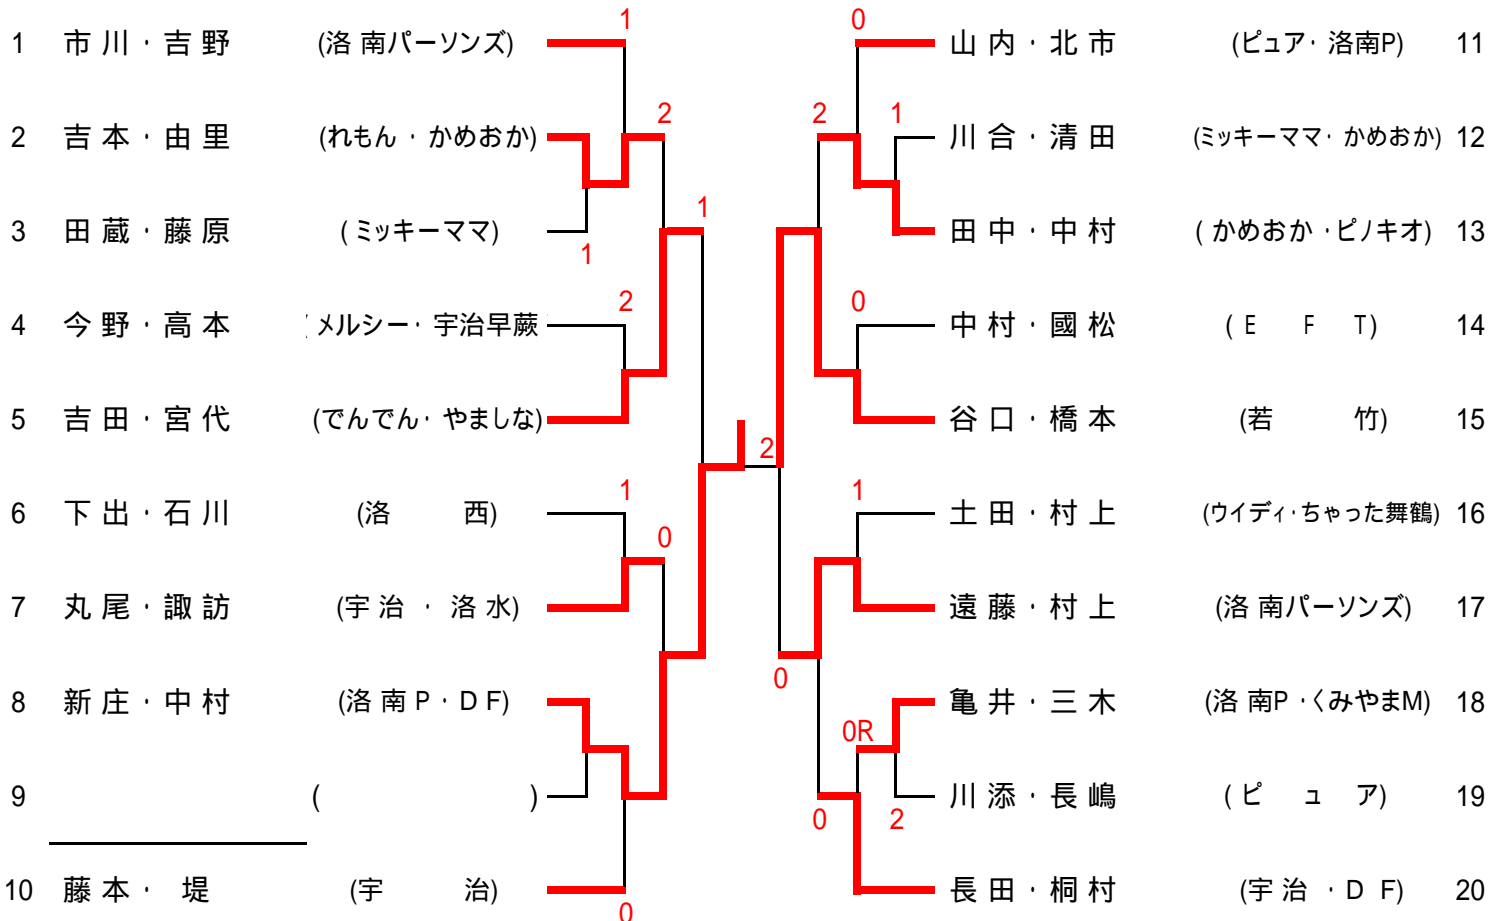 1 1 市川・吉野 (洛南パーソンズ) 0 山内・北市 (ピュア・洛南P) 11
2 吉本・由里 (れもん・かめおか) 2 2 1 川合・清田 (ミッキーママ・かめおか) 12
3 田蔵・藤原 (ミッキーママ) 1 1 田中・中村 (かめおか・ピノキオ) 13
4 今野・高本 (メルシー・宇治早蕨 2 0 中村・國松 (E F T) 14
5 吉田・宮代 (でんでん・やましな) 2 谷口・橋本 (若 竹) 15
6 下出・石川 (洛 西) 1 1 土田・村上 (ウイディ・ちゃった舞鶴) 16
7 丸尾・諏訪 (宇治・洛水) 0 遠藤・村上 (洛南パーソンズ) 17
8 新庄・中村 (洛南P・DF) 0 0R 亀井・三木 (洛南P・くみやまM) 18
9 ( ) 0 2 川添・長嶋 (ピュア) 19
10 藤本・堤 (宇 治) 0 長田・桐村 (宇治・DF) 20